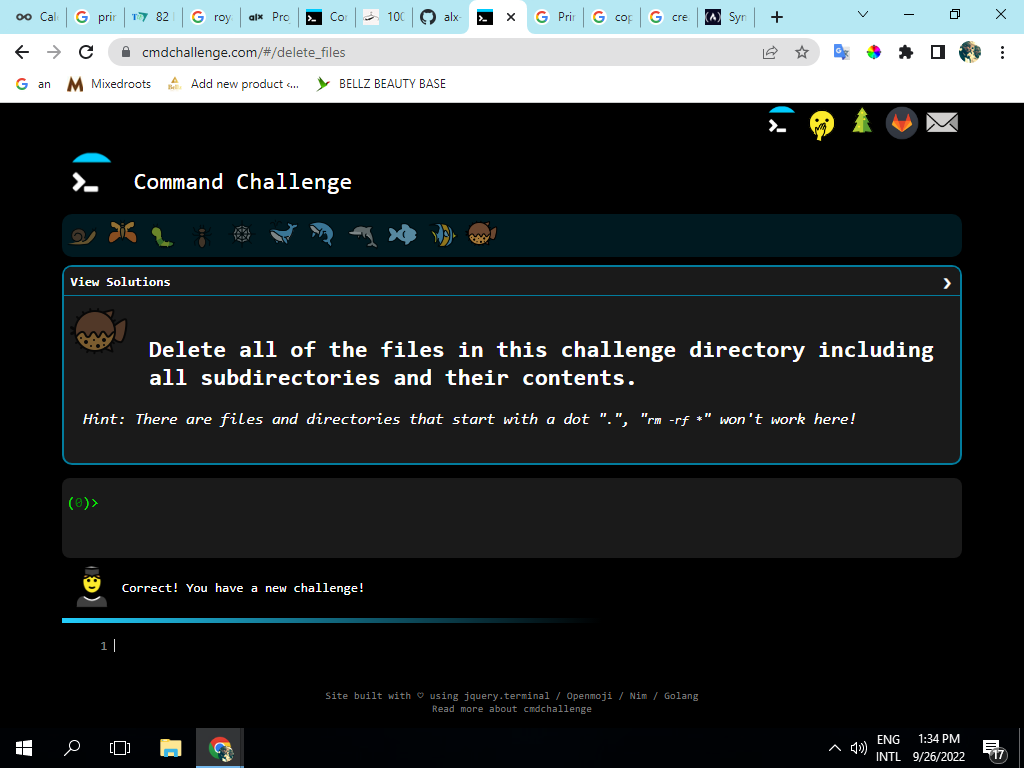 Cal
prir
82
roy
alx Pro
Cor
100
alx-
Prir
cop
cre
Syn
cmdchallenge.com/#/delete_files
an
Mixedroots
Add new product ‹...
BELLZ BEAUTY BASE
Command Challenge
View Solutions
Delete all of the files in this challenge directory including
all subdirectories and their contents.
Hint: There are files and directories that start with a dot ".", "rm -rf *" won't work here!
(0)>
Correct! You have a new challenge!
1
Site built with ♡ using jquery.terminal / Openmoji / Nim / Golang
Read more about cmdchallenge
ENG
INTL
1:34 PM
9/26/2022
17